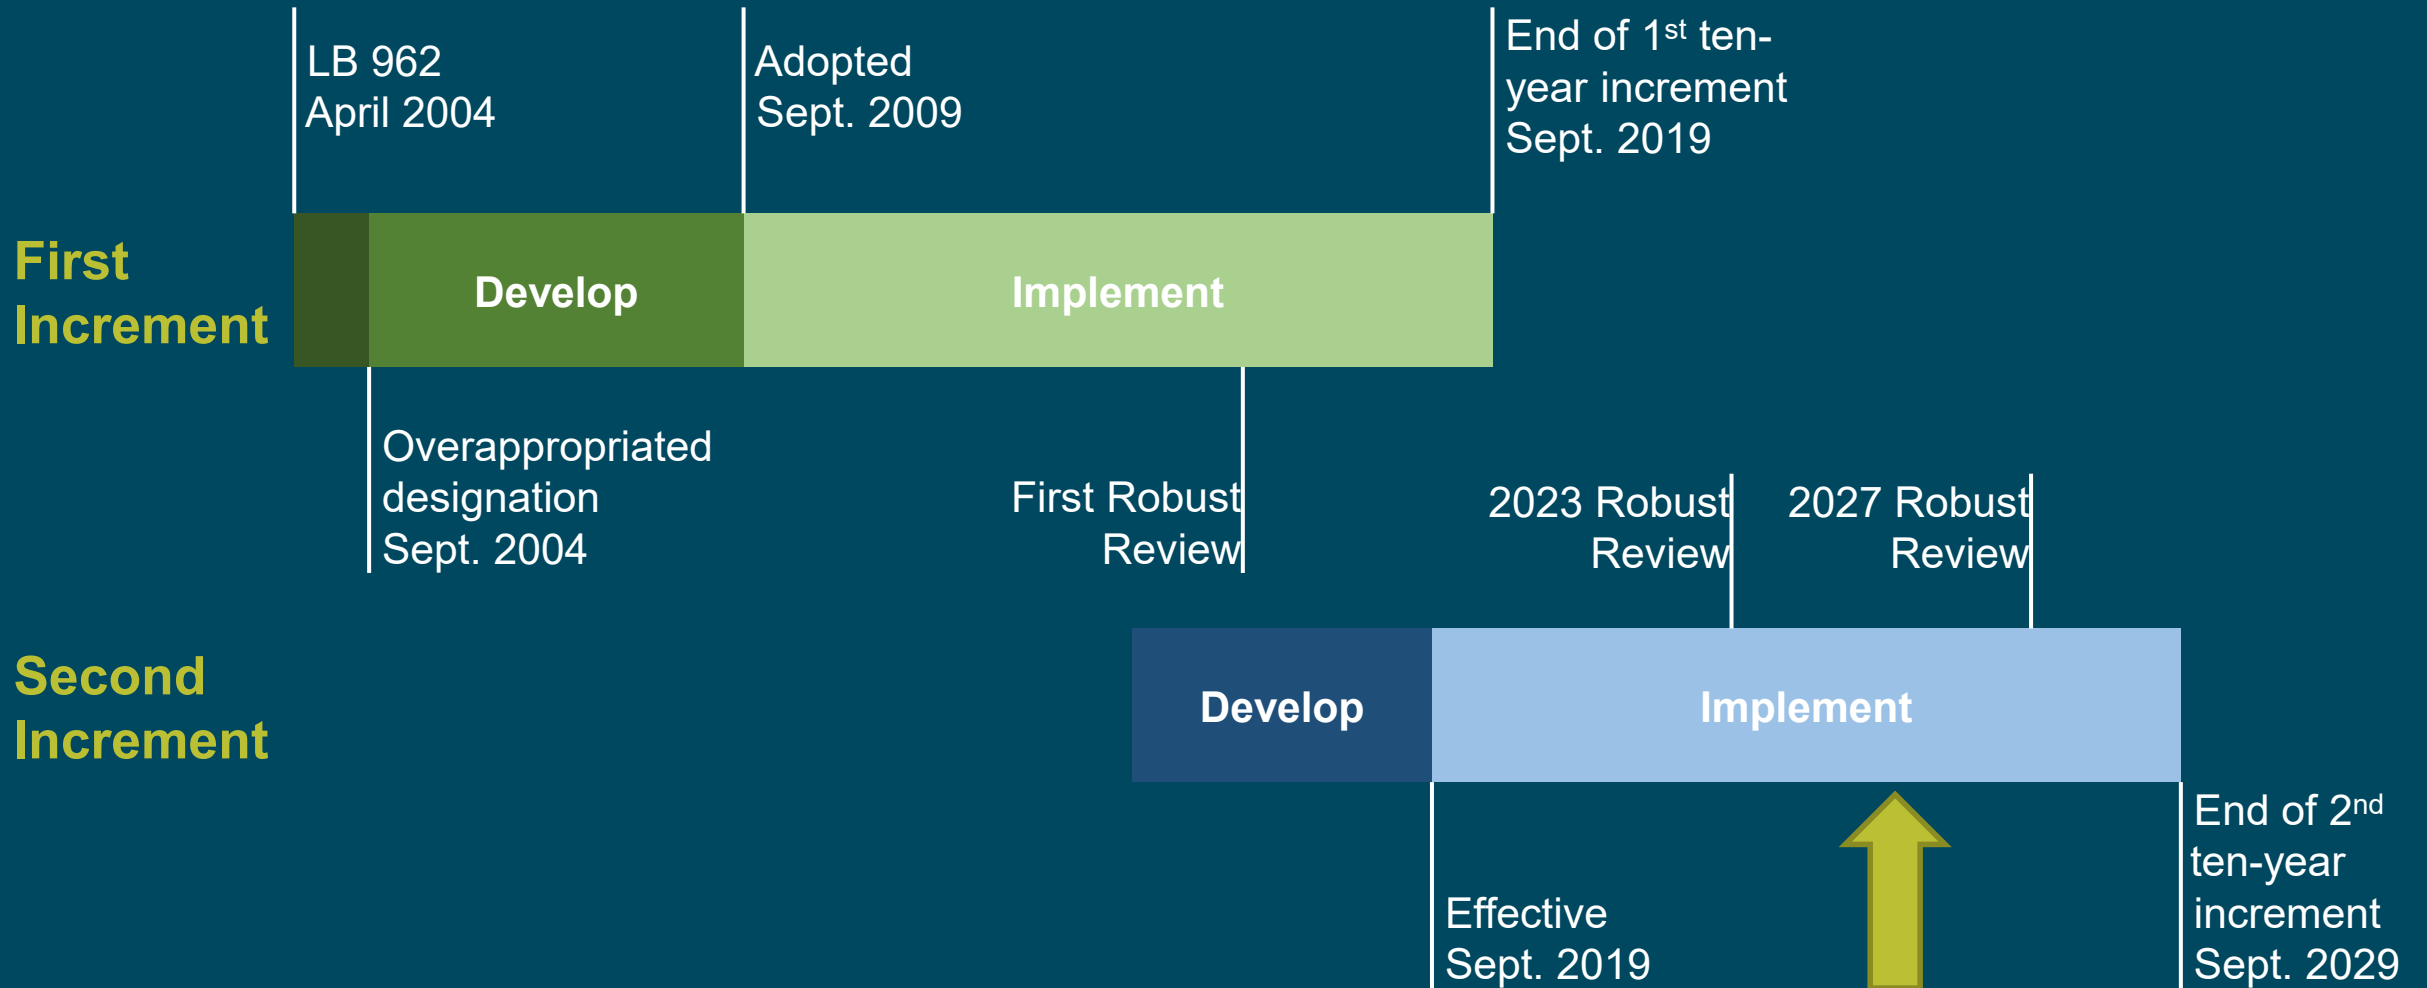 LB 962
April 2004
Adopted
Sept. 2009
End of 1st ten-
year increment
Sept. 2019
First
Increment
Develop
Implement
Overappropriated
designation
Sept. 2004
First Robust
Review
2023 Robust
Review
2027 Robust
Review
Second
Increment
Develop
Implement
Effective
Sept. 2019
End of 2nd
ten-year
increment
Sept. 2029